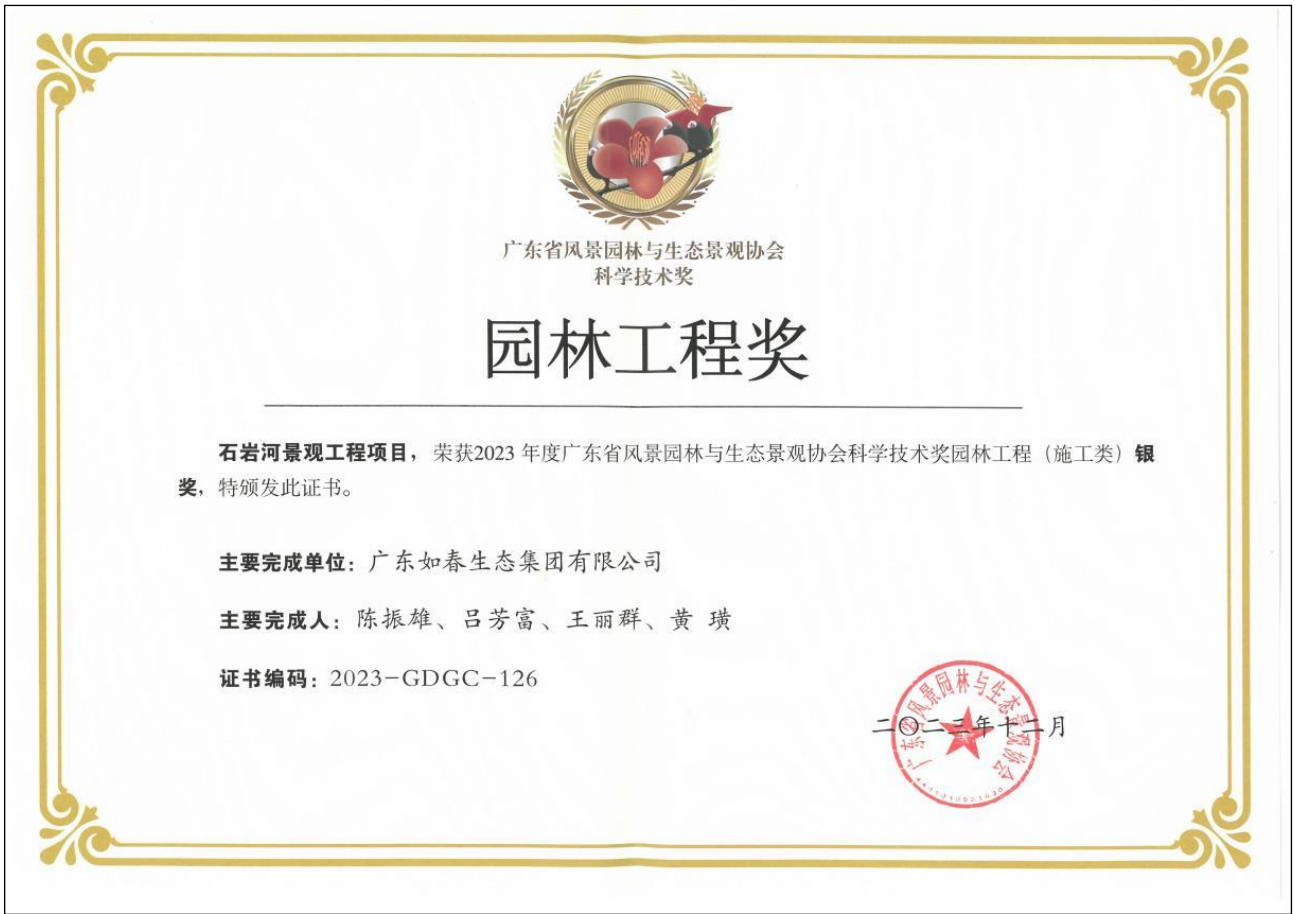 广东省风景园林与生态景观协会
科学技术奖
园林工程奖
石岩河景观工程项目，荣获2023 年度广东省风景园林与生态景观协会科学技术奖园林工程（施工类）银
奖，特颁发此证书。
主要完成单位：广东如春生态集团有限公司
主要完成人：陈振雄、吕芳富、王丽群、黄 璜
证书编码：2023-GDGC-126
广东省风景园林与生态景观协会
二〇二三年十二月